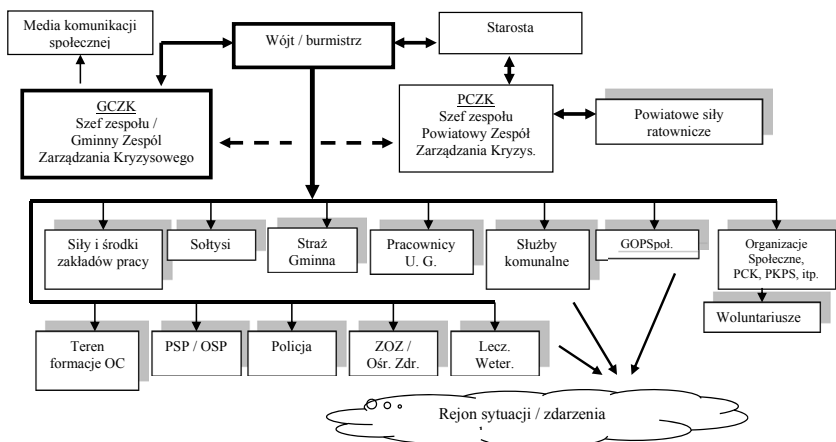 Media komunikacji
społecznej
Wójt / burmistrz
Starosta
GCZK
Szef zespołu /
Gminny Zespól
Zarządzania Kryzysowego
PCZK
Szef zespołu
Powiatowy Zespół
Zarządzania Kryzys.
Powiatowe siły
ratownicze
Siły i środki
zakładów pracy
Sołtysi
Straż
Gminna
Pracownicy
U. G.
Służby
komunalne
GOPSpoł.
Organizacje
Społeczne,
PCK, PKPS, itp.
Woluntariusze
Teren
formacje OC
PSP / OSP
Policja
ZOZ /
Ośr. Zdr.
Lecz.
Weter.
Rejon sytuacji / zdarzenia